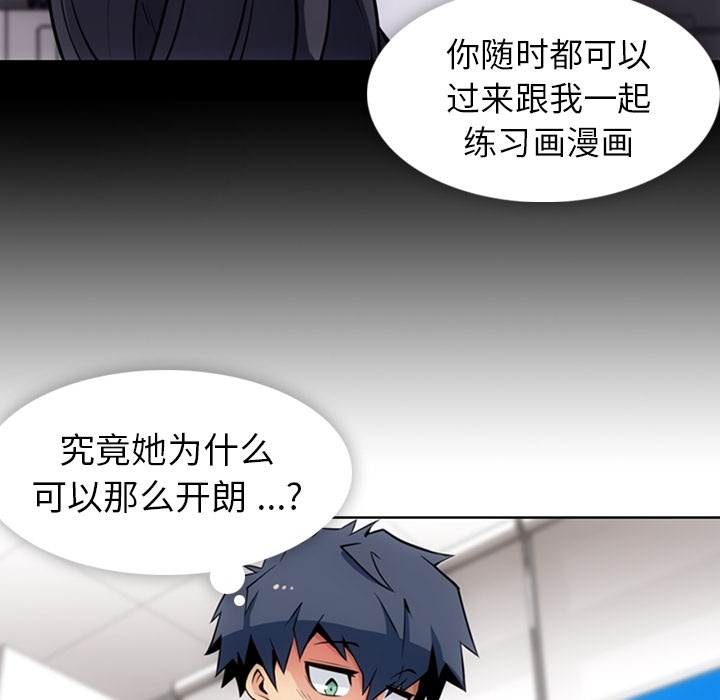 你随时都可以
过来跟我一起
练习画漫画
究竟她为什么
可以那么开朗 ...?
...